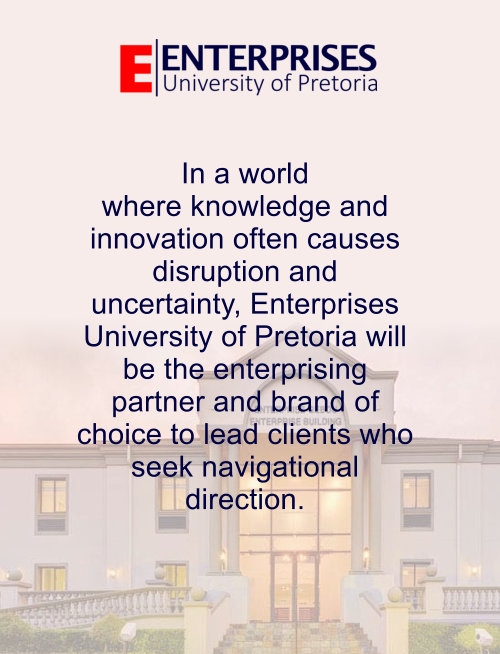 E ENTERPRISES
University of Pretoria
In a world
where knowledge and
innovation often causes
disruption and
uncertainty, Enterprises
University of Pretoria will
be the enterprising
partner and brand of
choice to lead clients who
seek navigational
direction.
ENTERPRISE BUILDING